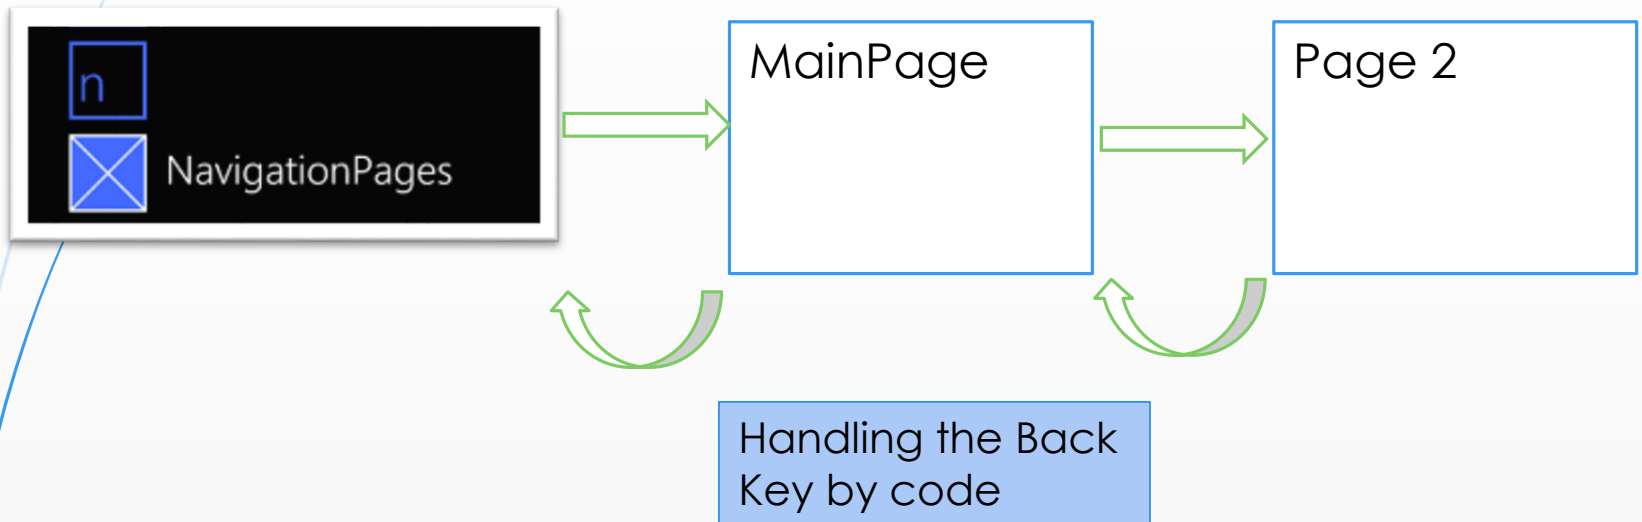 n
NavigationPages
MainPage
Page 2
Handling the Back
Key by code